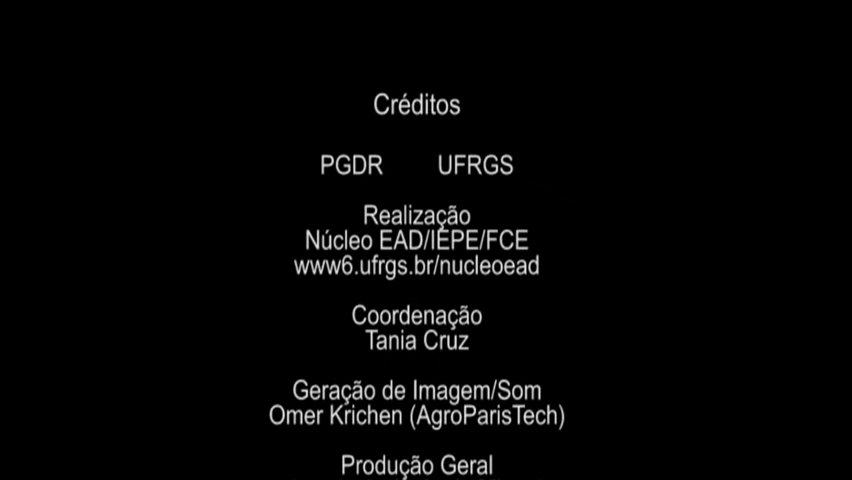 Créditos
PGDR UFRGS
Realização
Núcleo EAD/IEPE/FCE
www6.ufrgs.br/nucleoead
Coordenação
Tania Cruz
Geração de Imagem/Som
Omer Krichen (AgroParisTech)
Produção Geral